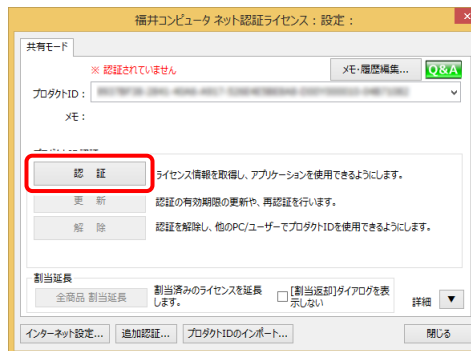 福井コンピュータ ネット認証ライセンス：設定：
×
共有モード
※ 認証されていません
メモ・履歴編集...
Q&A
プロダクトID：
メモ：
認　証
ライセンス情報を取得し、アプリケーションを使用できるようにします。
更　新
認証の有効期限の更新や、再認証を行います。
解　除
認証を解除し、他のPC/ユーザーでプロダクトIDを使用できるようにします。
割当延長
全商品 割当延長
割当済みのライセンスを延長
します。
[割当返却]ダイアログを表
示しない
詳細 ▼
インターネット設定...
追加認証...
プロダクトIDのインポート...
閉じる